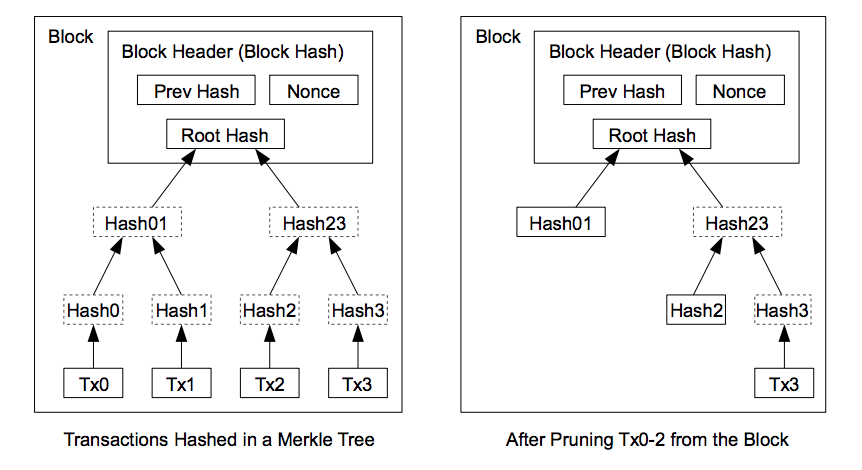 Block
Block Header (Block Hash)
Prev Hash
Nonce
Root Hash
Hash01
Hash23
Hash0
Hash1
Hash2
Hash3
Tx0
Tx1
Tx2
Tx3
Transactions Hashed in a Merkle Tree
Block
Block Header (Block Hash)
Prev Hash
Nonce
Root Hash
Hash01
Hash23
Hash2
Hash3
Tx3
After Pruning Tx0-2 from the Block